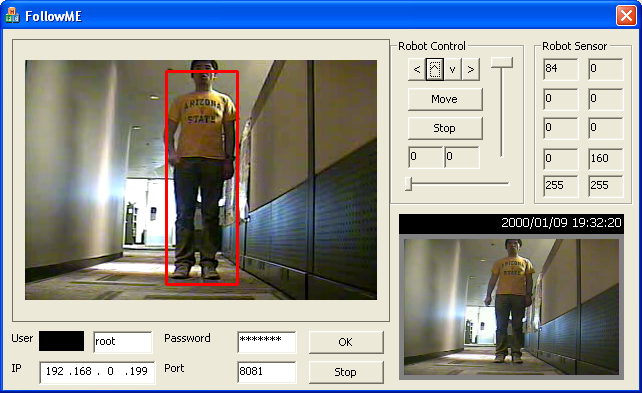 FollowME
Robot Control
< ^ v >
Move
Stop
0 0
Robot Sensor
84 0
0 0
0 0
0 160
255 255
ARIZONA
STATE
2000/01/09 19:32:20
ARIZONA
STATE
User root Password ******* OK
IP 192 .168 . 0 .199 Port 8081 Stop